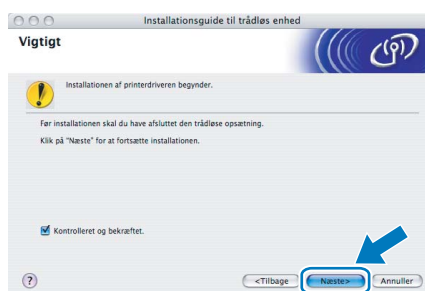 Installationsguide til trådløs enhed
Vigtigt
Installationen af printerdriveren begynder.
Før installationen skal du have afsluttet den trådløse opsætning.
Klik på "Næste" for at fortsætte installationen.
Kontrolleret og bekræftet.
? <Tilbage Næste> Annuller